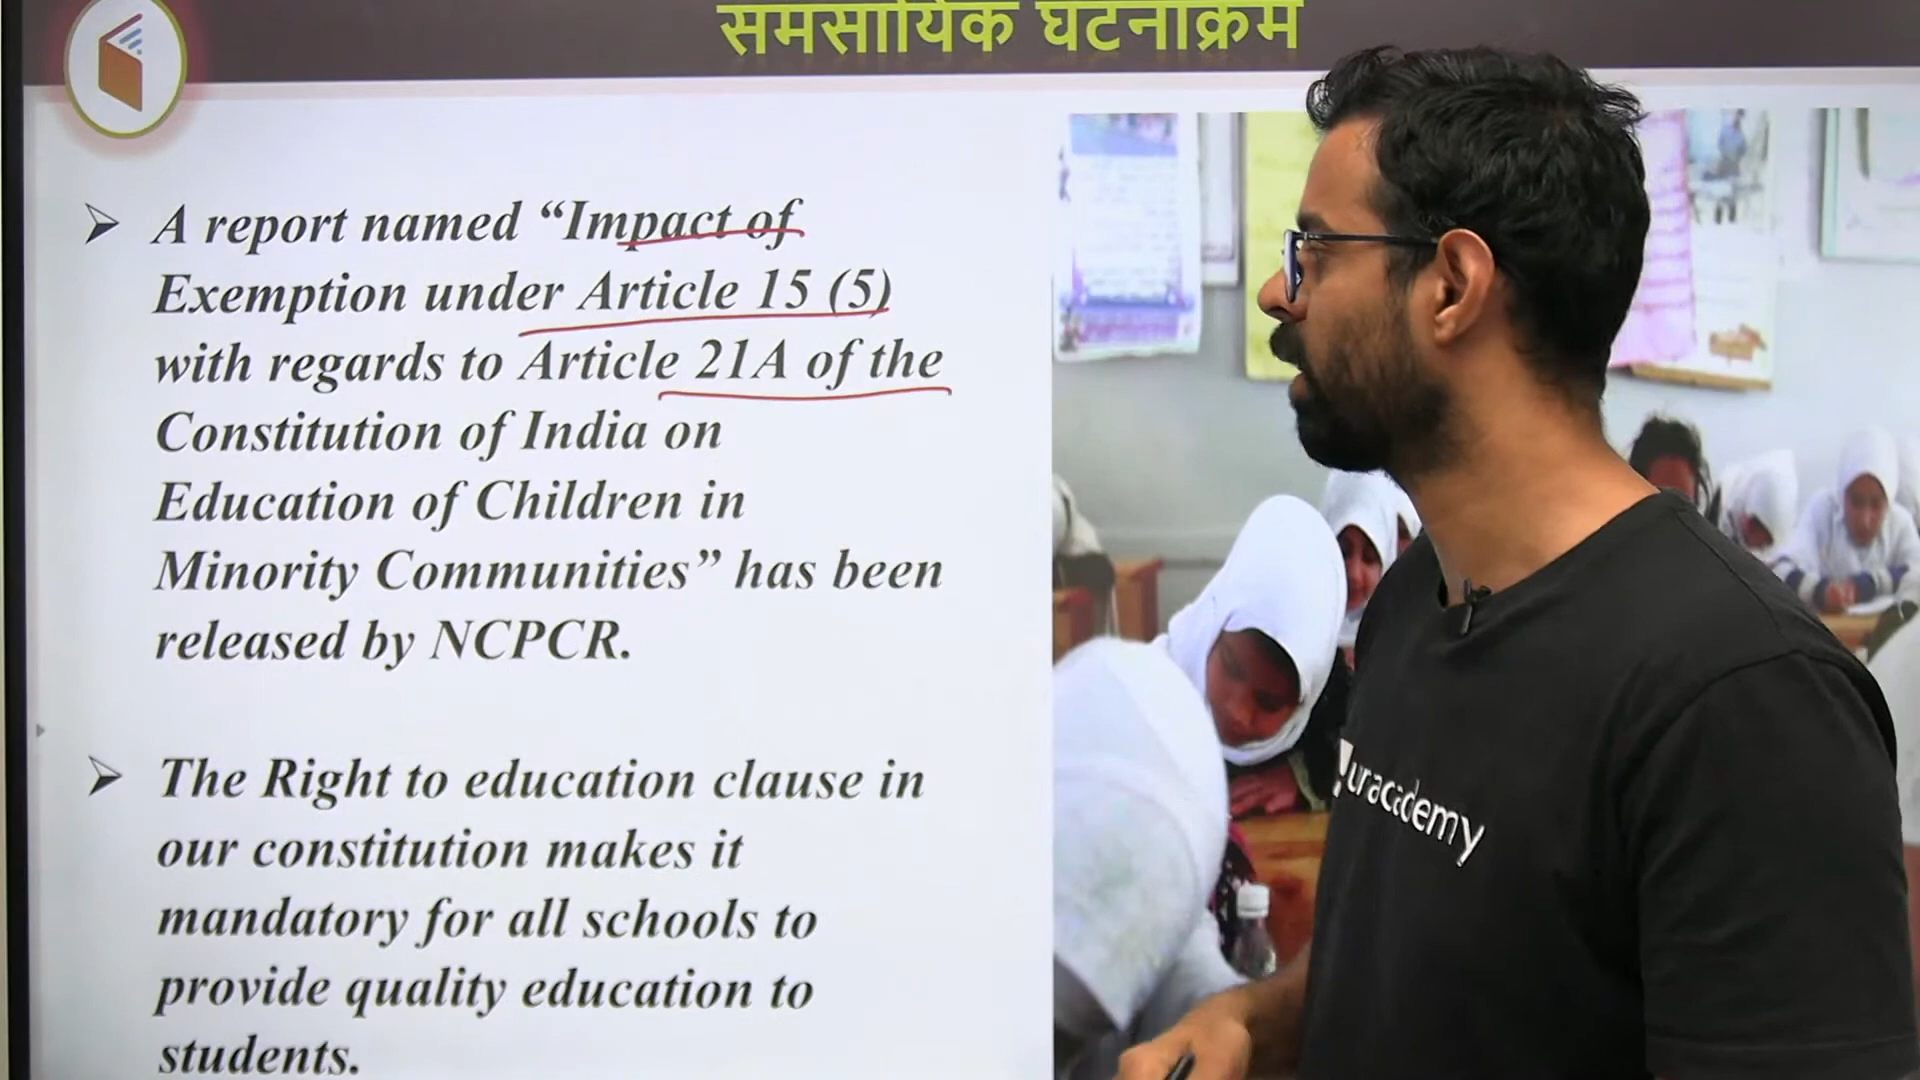 समसामयिक घटनाक्रम
A report named “Impact of
Exemption under Article 15 (5)
with regards to Article 21A of the
Constitution of India on
Education of Children in
Minority Communities” has been
released by NCPCR.
The Right to education clause in
our constitution makes it
mandatory for all schools to
provide quality education to
students.
uracademy